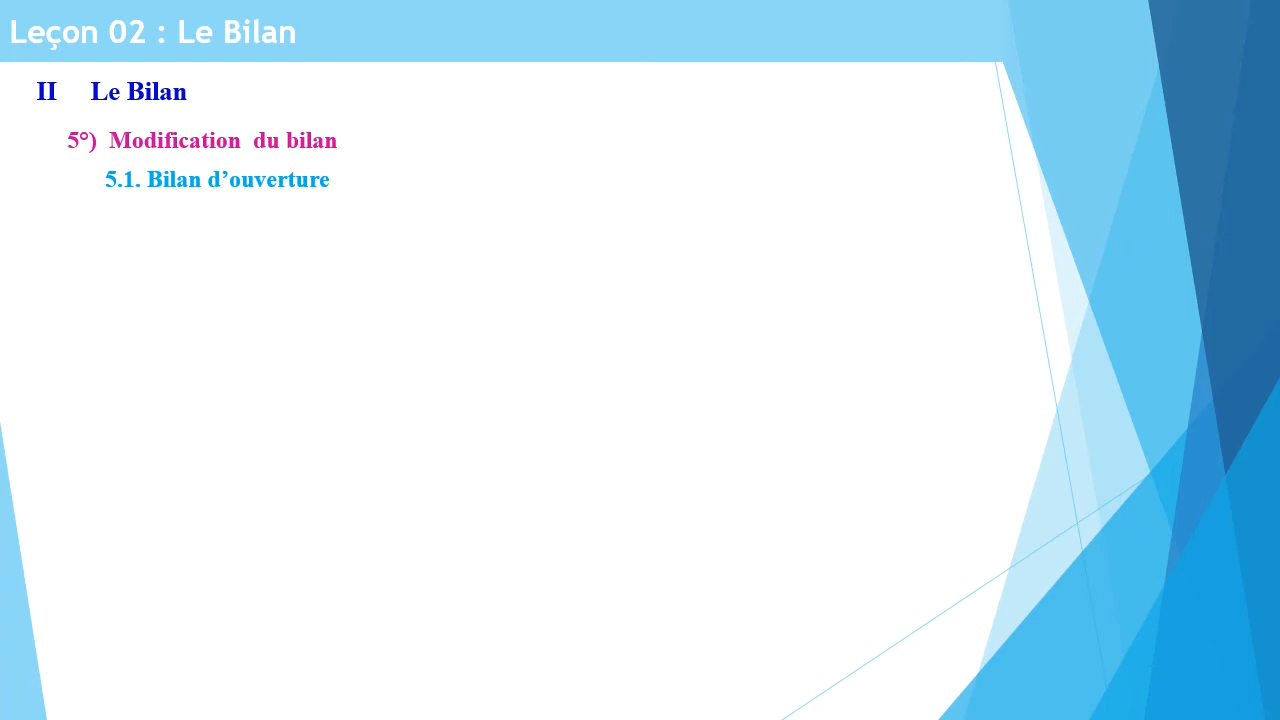 Leçon 02 : Le Bilan
II Le Bilan
5°) Modification du bilan
5.1. Bilan d’ouverture